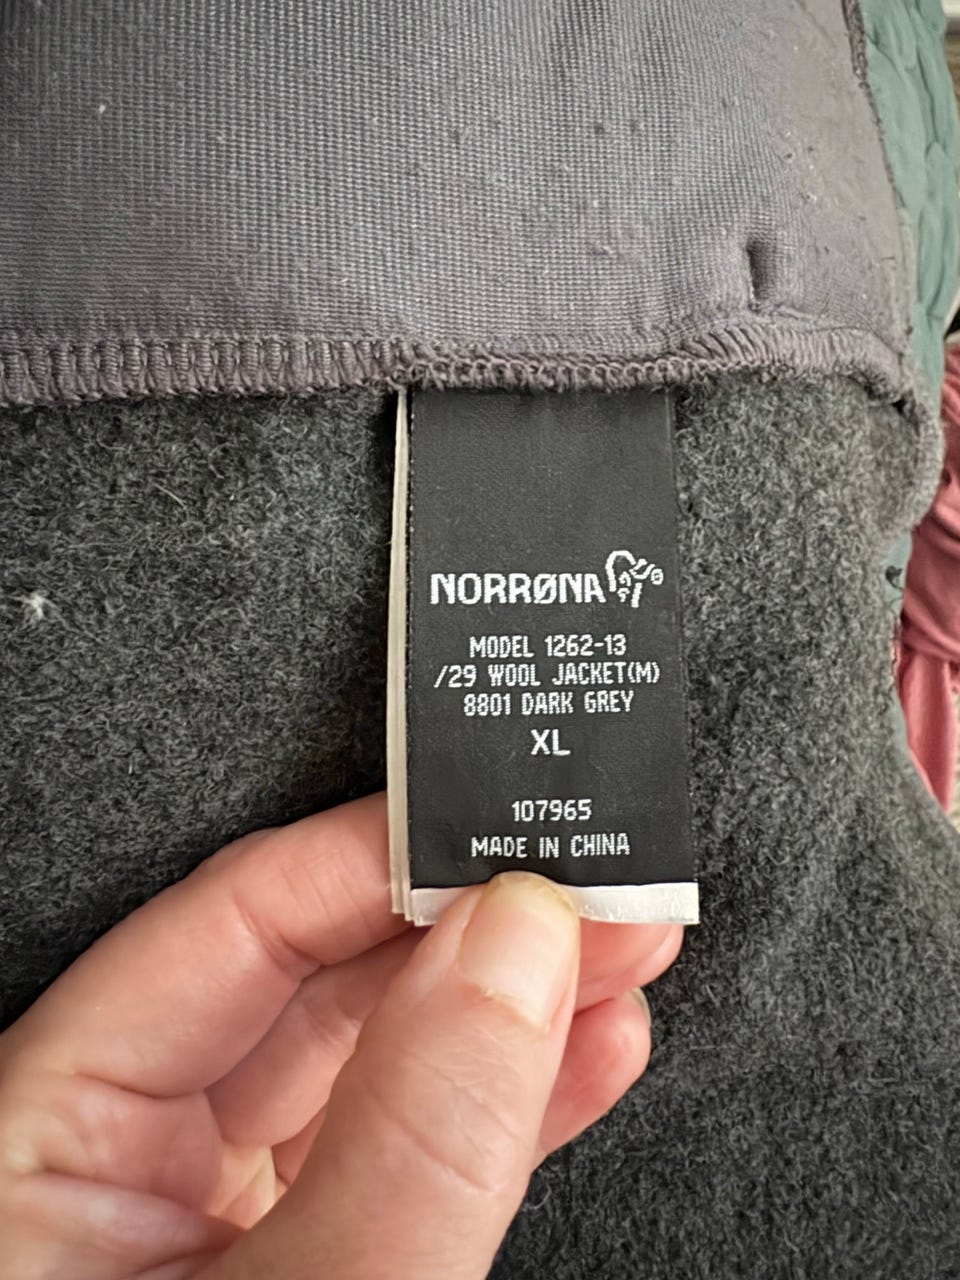 NORRØNA®
MODEL 1262-13
/29 WOOL JACKET(M)
8801 DARK GREY
XL
107965
MADE IN CHINA